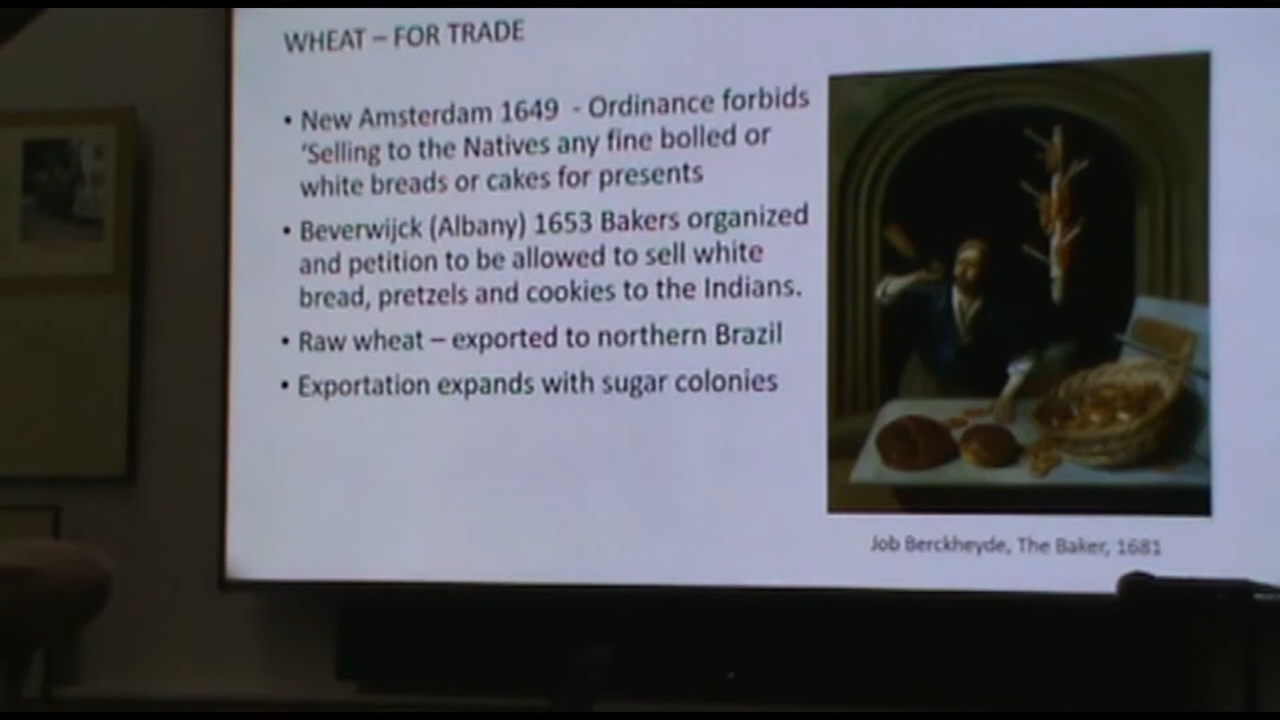 WHEAT – FOR TRADE
• New Amsterdam 1649 - Ordinance forbids
‘Selling to the Natives any fine bolled or
white breads or cakes for presents
• Beverwijck (Albany) 1653 Bakers organized
and petition to be allowed to sell white
bread, pretzels and cookies to the Indians.
• Raw wheat – exported to northern Brazil
• Exportation expands with sugar colonies
Job Berckheyde, The Baker, 1681